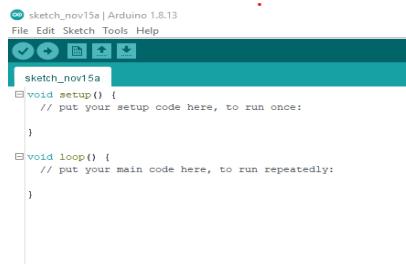 sketch_nov15a | Arduino 1.8.13
File Edit Sketch Tools Help
sketch_nov15a
void setup() {
  // put your setup code here, to run once:
}
void loop() {
  // put your main code here, to run repeatedly:
}